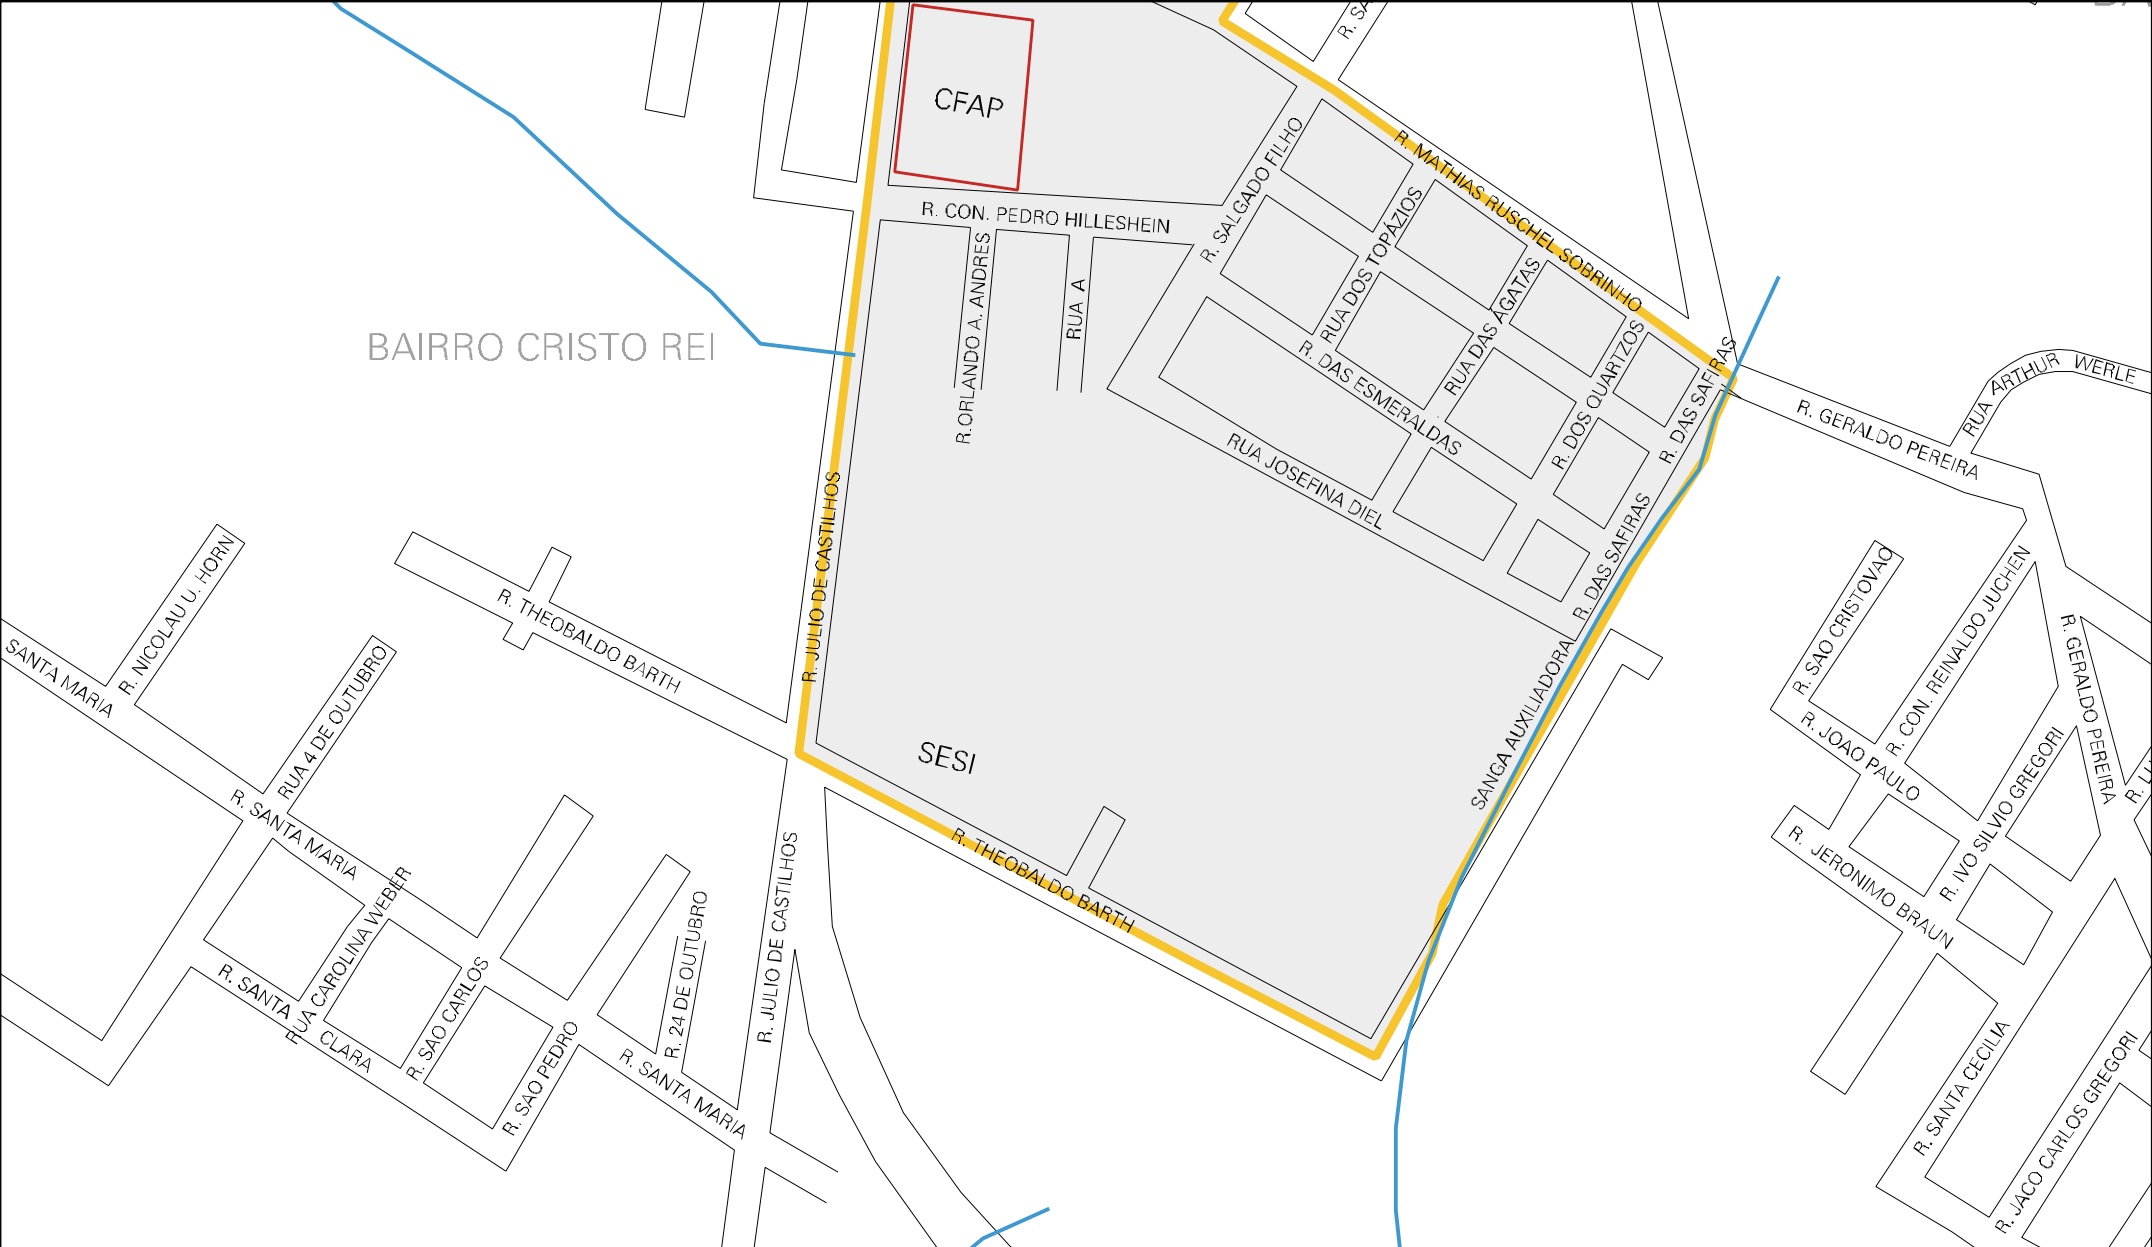 R. SA
CFAP
R. MATHIAS RUSCHEL SOBRINHO
R. SALGADO FILHO
R. CON. PEDRO HILLESHEIN
RUA DOS TOPÁZIOS
R.ORLANDO A. ANDRES
RUA A
RUA DAS ÁGATAS
R. DOS QUARTZOS
R. DAS SAFIRAS
BAIRRO CRISTO REI
R. DAS ESMERALDAS
RUA ARTHUR WERLE
R. GERALDO PEREIRA
RUA JOSEFINA DIEL
R. JULIO DE CASTILHOS
R. DAS SAFIRAS
R. NICOLAU U. HORN
R. THEOBALDO BARTH
SANTA MARIA
RUA 4 DE OUTUBRO
R. SAO CRISTOVAO
R. CON. REINALDO JUCHEN
R. GERALDO PEREIRA
SANGA AUXILIADORA
R. JOAO PAULO
SESI
R. IVO SILVIO GREGORI
R. LU
R. SANTA MARIA
R. THEOBALDO BARTH
R. JERONIMO BRAUN
R. JULIO DE CASTILHOS
RUA CAROLINA WEBER
R. 24 DE OUTUBRO
R. SANTA CLARA
R. SAO CARLOS
R. SAO PEDRO
R. SANTA MARIA
R. SANTA CECILIA
R. JACO CARLOS GREGORI